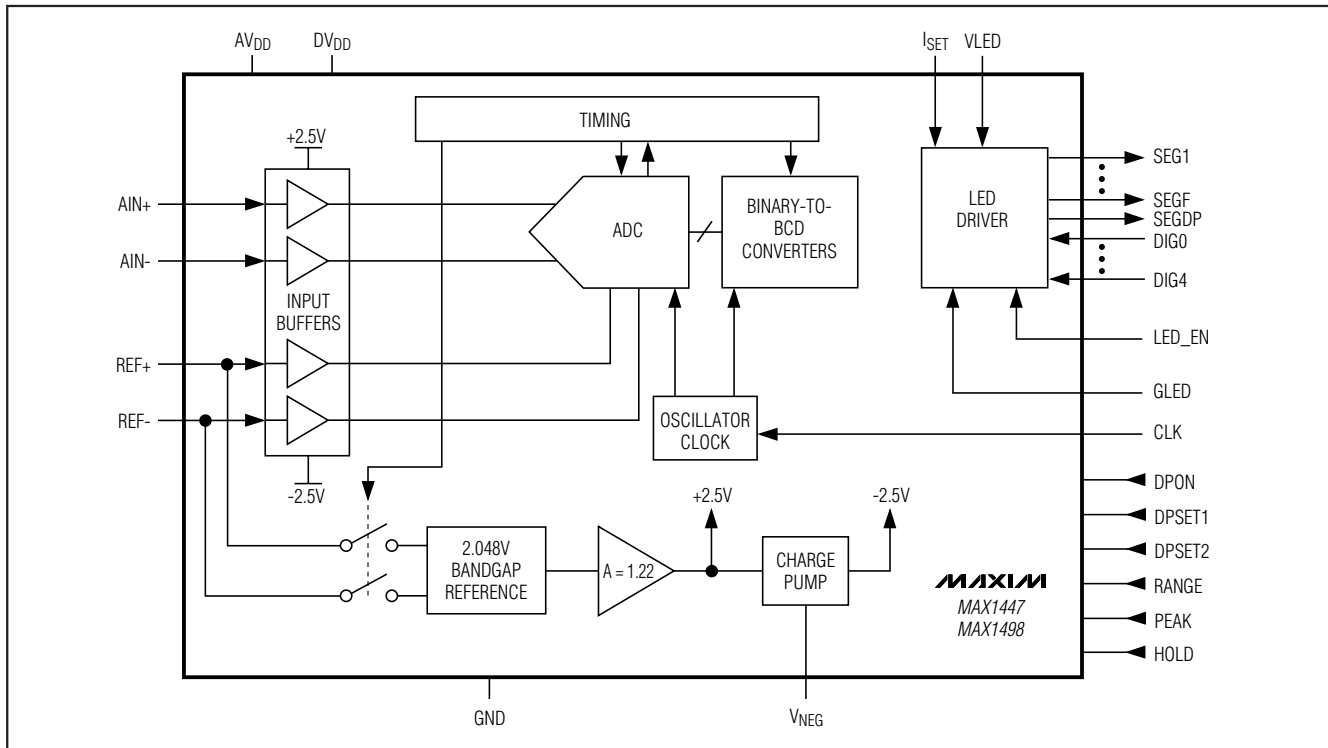 AVDD
DVDD
ISET
VLED
TIMING
+2.5V
AIN+
AIN-
INPUT
BUFFERS
REF+
REF-
-2.5V
ADC
BINARY-TO-
BCD
CONVERTERS
OSCILLATOR
CLOCK
LED
DRIVER
SEG1
SEGF
SEGDP
DIG0
DIG4
LED_EN
GLED
CLK
DPON
DPSET1
DPSET2
RANGE
PEAK
HOLD
2.048V
BANDGAP
REFERENCE
A = 1.22
+2.5V
CHARGE
PUMP
-2.5V
MAXIM
MAX1447
MAX1498
GND
VNEG